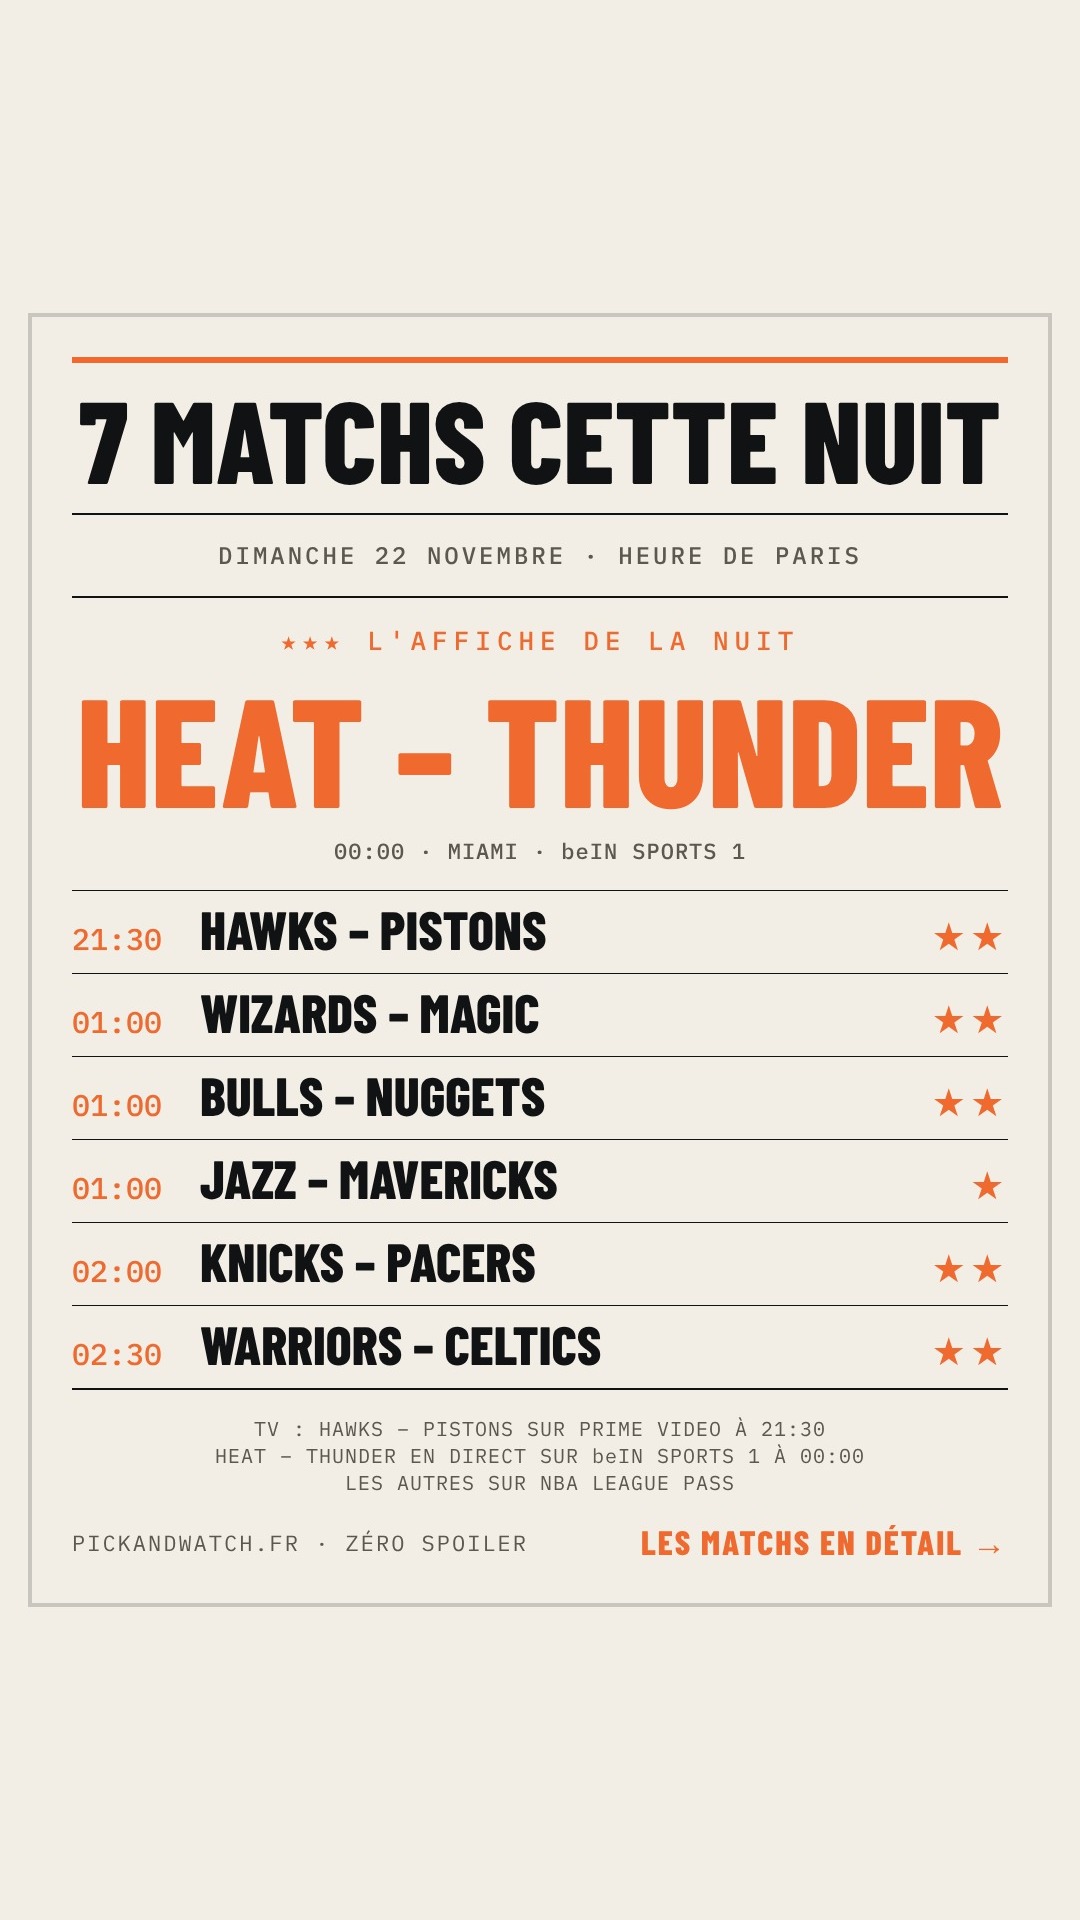 7 MATCHS CETTE NUIT
DIMANCHE 22 NOVEMBRE · HEURE DE PARIS
★★★ L'AFFICHE DE LA NUIT
HEAT – THUNDER
00:00 · MIAMI · beIN SPORTS 1
21:30 HAWKS – PISTONS ★★
01:00 WIZARDS – MAGIC ★★
01:00 BULLS – NUGGETS ★★
01:00 JAZZ – MAVERICKS ★
02:00 KNICKS – PACERS ★★
02:30 WARRIORS – CELTICS ★★
TV : HAWKS – PISTONS SUR PRIME VIDEO À 21:30
HEAT – THUNDER EN DIRECT SUR beIN SPORTS 1 À 00:00
LES AUTRES SUR NBA LEAGUE PASS
PICKANDWATCH.FR · ZÉRO SPOILER LES MATCHS EN DÉTAIL →